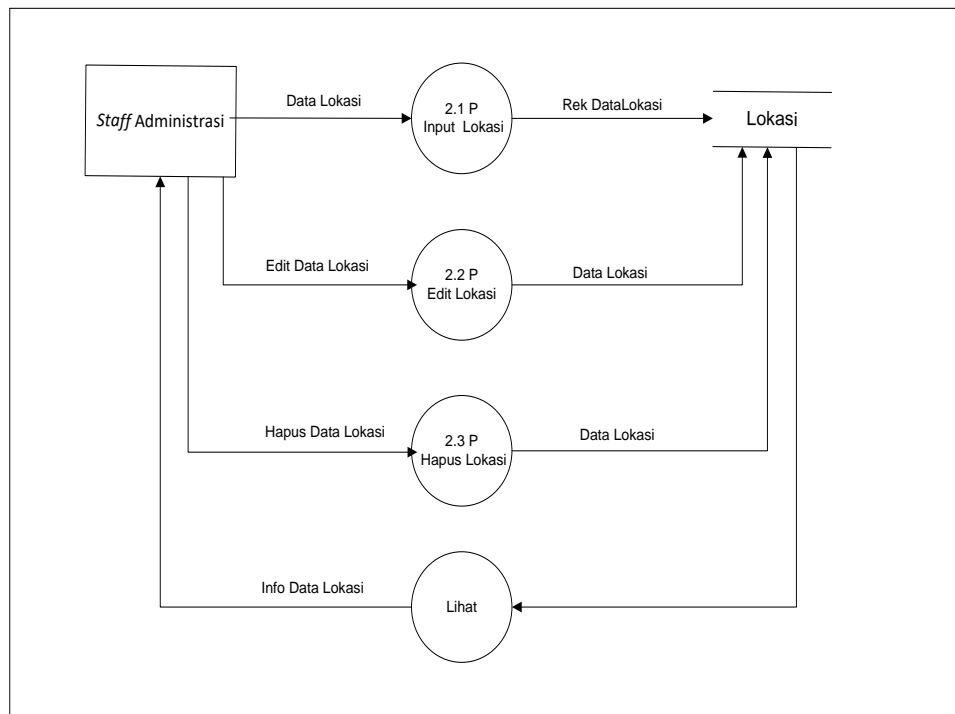 Staff Administrasi
Data Lokasi
2.1 P
Input Lokasi
Rek DataLokasi
Lokasi
Edit Data Lokasi
2.2 P
Edit Lokasi
Data Lokasi
Hapus Data Lokasi
2.3 P
Hapus Lokasi
Data Lokasi
Info Data Lokasi
Lihat